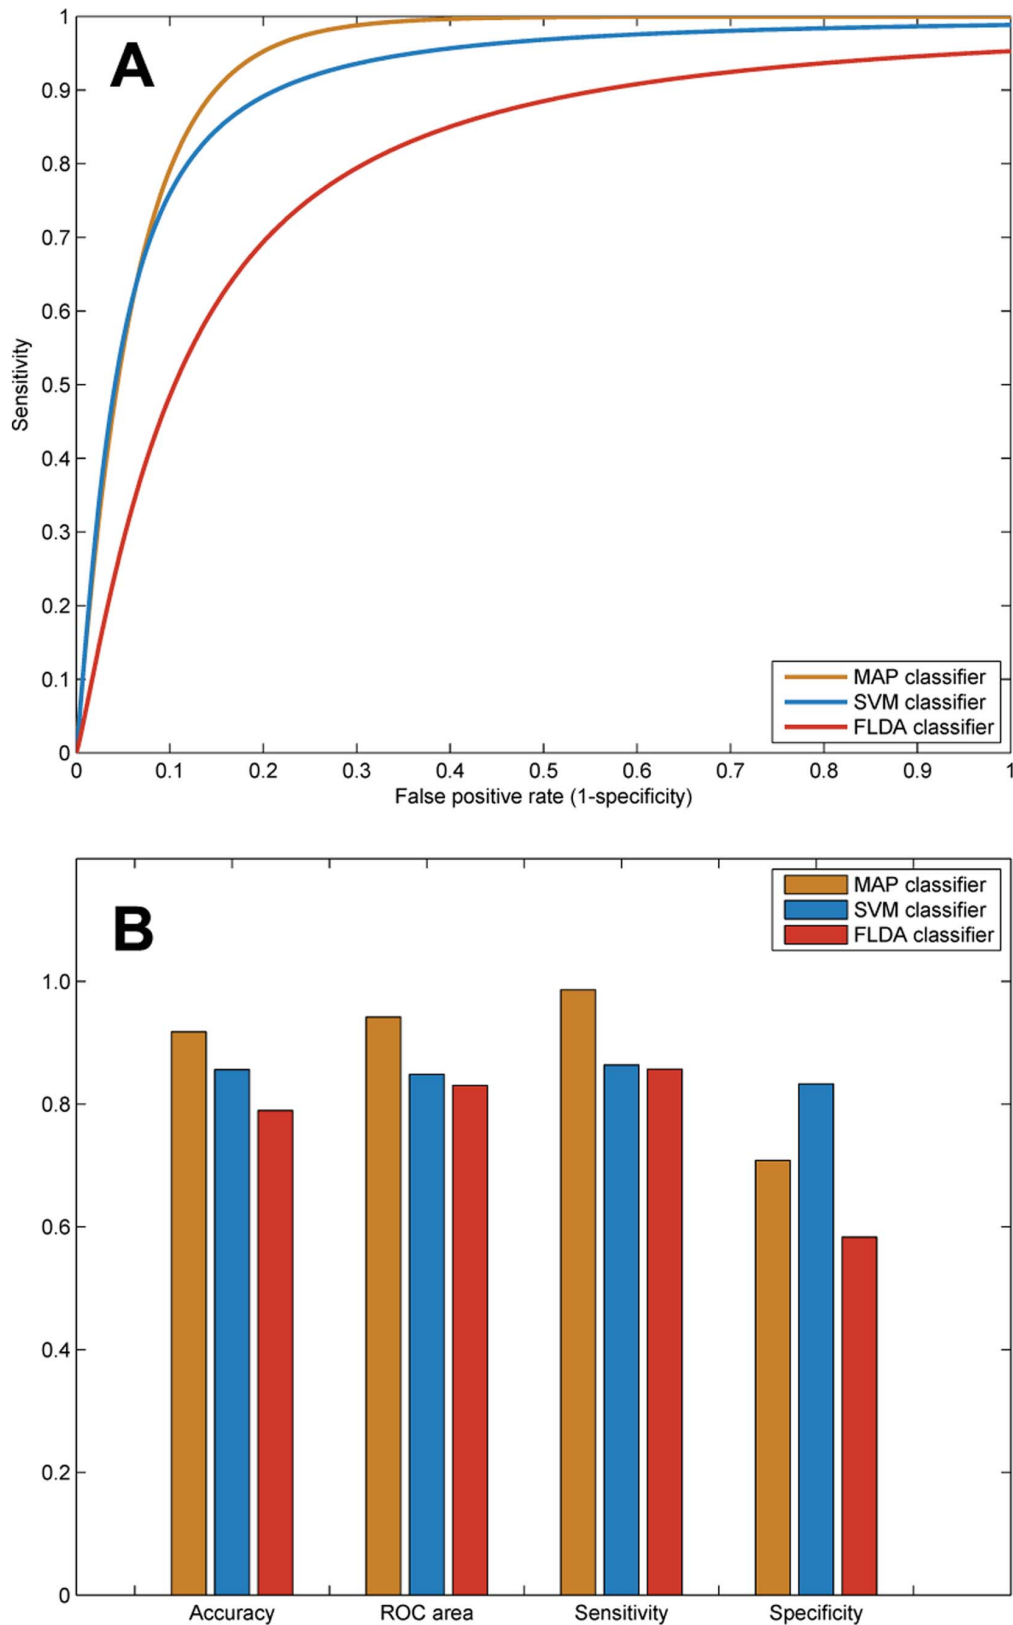 A
1
0.9
0.8
0.7
0.6
0.5
0.4
0.3
0.2
0.1
0
Sensitivity
MAP classifier
SVM classifier
FLDA classifier
0 0.1 0.2 0.3 0.4 0.5 0.6 0.7 0.8 0.9 1
False positive rate (1-specificity)
B
MAP classifier
SVM classifier
FLDA classifier
1.0
0.8
0.6
0.4
0.2
0
Accuracy ROC area Sensitivity Specificity